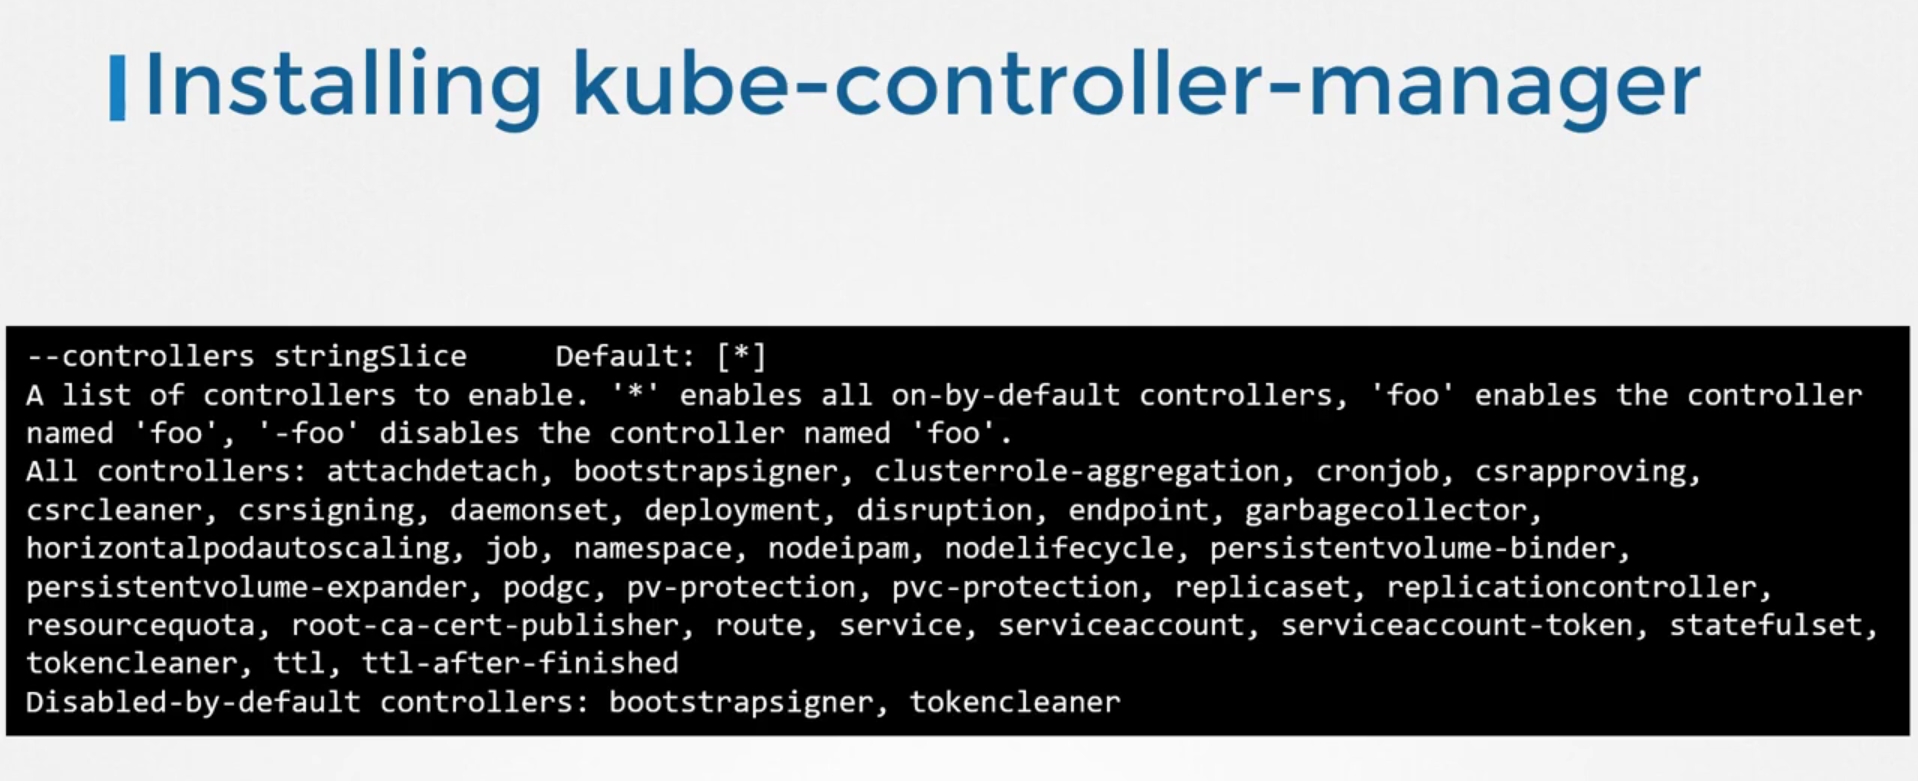 Installing kube-controller-manager
--controllers stringSlice     Default: [*]
A list of controllers to enable. '*' enables all on-by-default controllers, 'foo' enables the controller
named 'foo', '-foo' disables the controller named 'foo'.
All controllers: attachdetach, bootstrapsigner, clusterrole-aggregation, cronjob, csrapproving,
csrcleaner, csrsigning, daemonset, deployment, disruption, endpoint, garbagecollector,
horizontalpodautoscaling, job, namespace, nodeipam, nodelifecycle, persistentvolume-binder,
persistentvolume-expander, podgc, pv-protection, pvc-protection, replicaset, replicationcontroller,
resourcequota, root-ca-cert-publisher, route, service, serviceaccount, serviceaccount-token, statefulset,
tokencleaner, ttl, ttl-after-finished
Disabled-by-default controllers: bootstrapsigner, tokencleaner